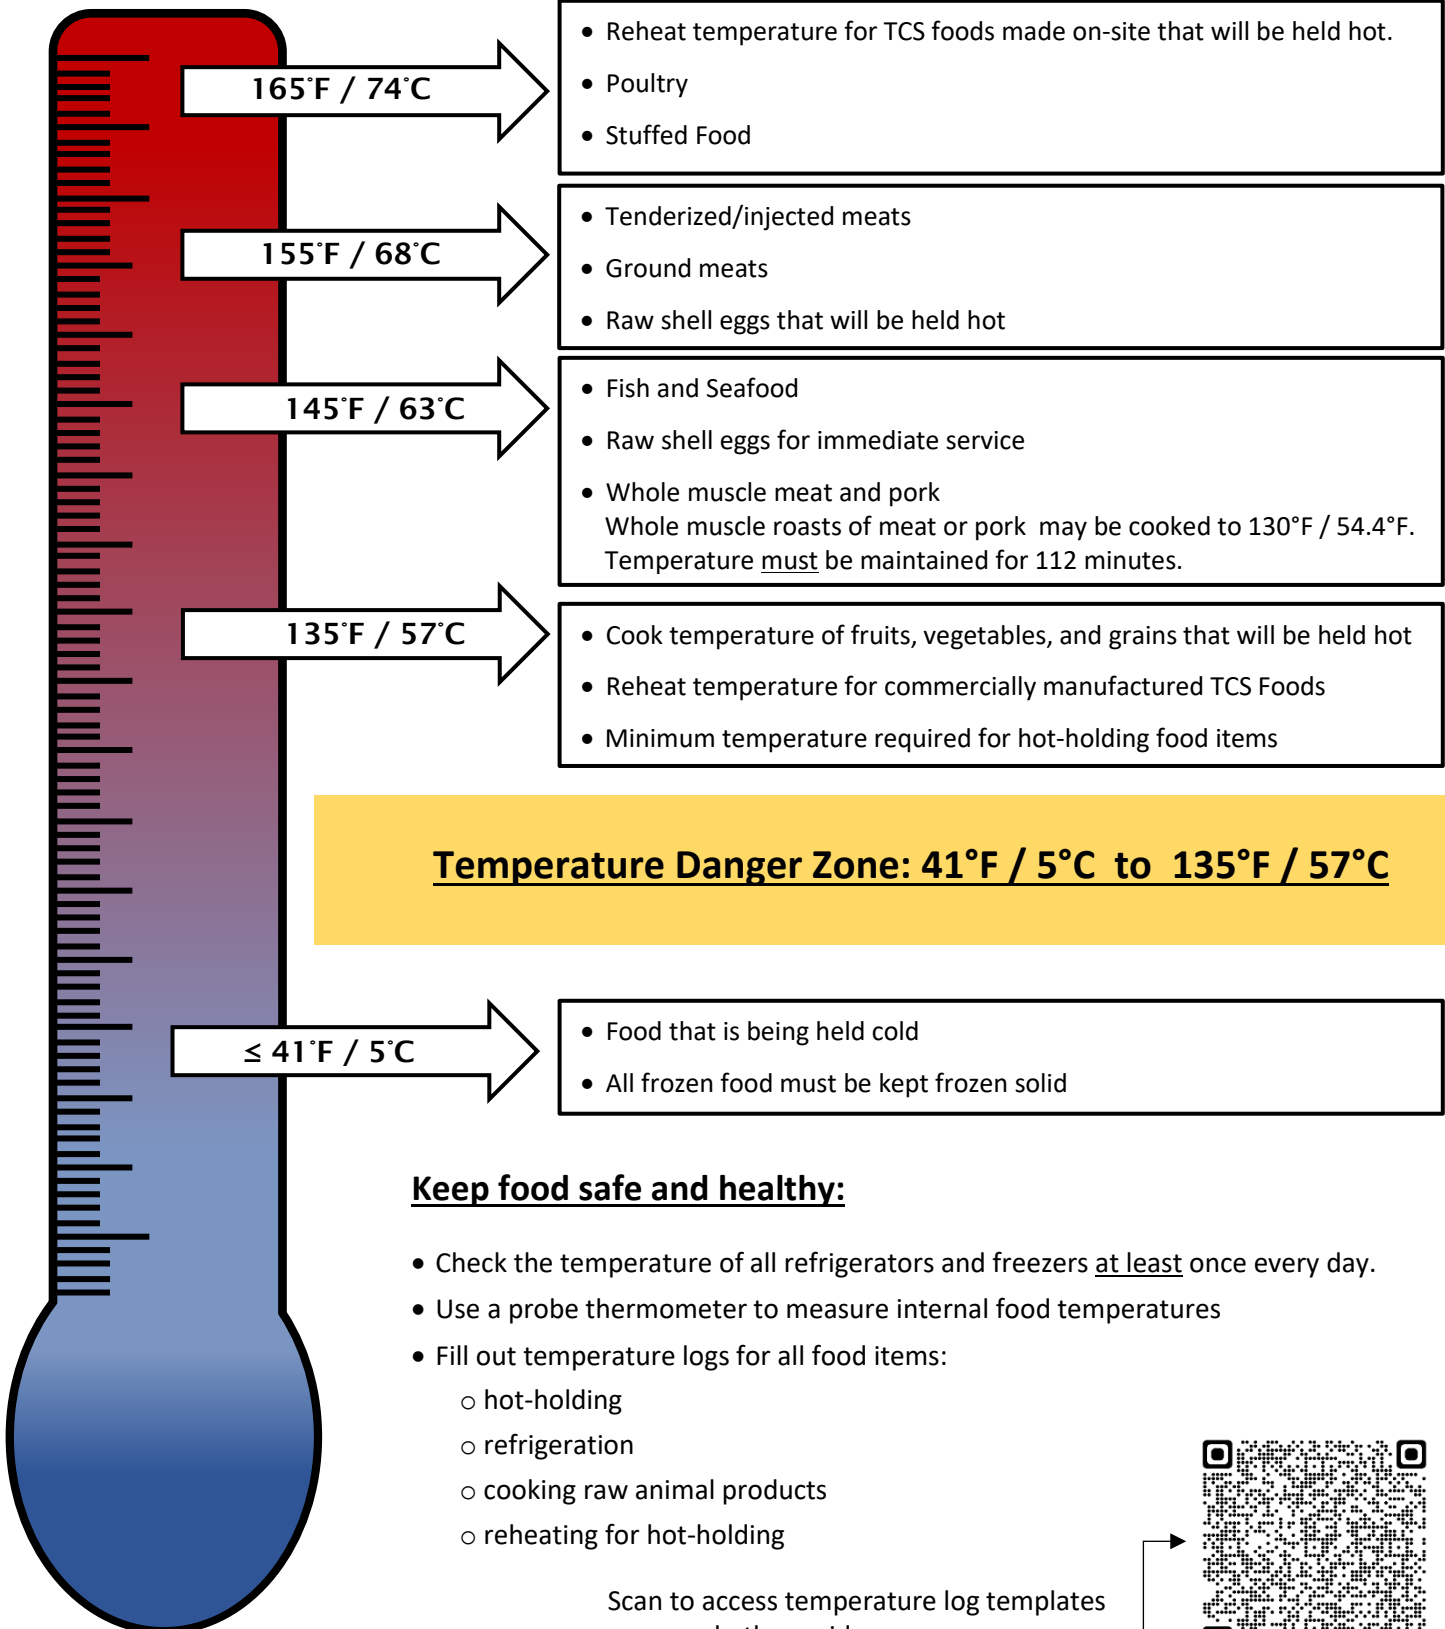 165°F / 74°C
• Reheat temperature for TCS foods made on-site that will be held hot.
• Poultry
• Stuffed Food
155°F / 68°C
• Tenderized/injected meats
• Ground meats
• Raw shell eggs that will be held hot
145°F / 63°C
• Fish and Seafood
• Raw shell eggs for immediate service
• Whole muscle meat and pork
Whole muscle roasts of meat or pork may be cooked to 130°F / 54.4°F.
Temperature must be maintained for 112 minutes.
135°F / 57°C
• Cook temperature of fruits, vegetables, and grains that will be held hot
• Reheat temperature for commercially manufactured TCS Foods
• Minimum temperature required for hot-holding food items
Temperature Danger Zone: 41°F / 5°C to 135°F / 57°C
≤ 41°F / 5°C
• Food that is being held cold
• All frozen food must be kept frozen solid
Keep food safe and healthy:
• Check the temperature of all refrigerators and freezers at least once every day.
• Use a probe thermometer to measure internal food temperatures
• Fill out temperature logs for all food items:
o hot-holding
o refrigeration
o cooking raw animal products
o reheating for hot-holding
Scan to access temperature log templates